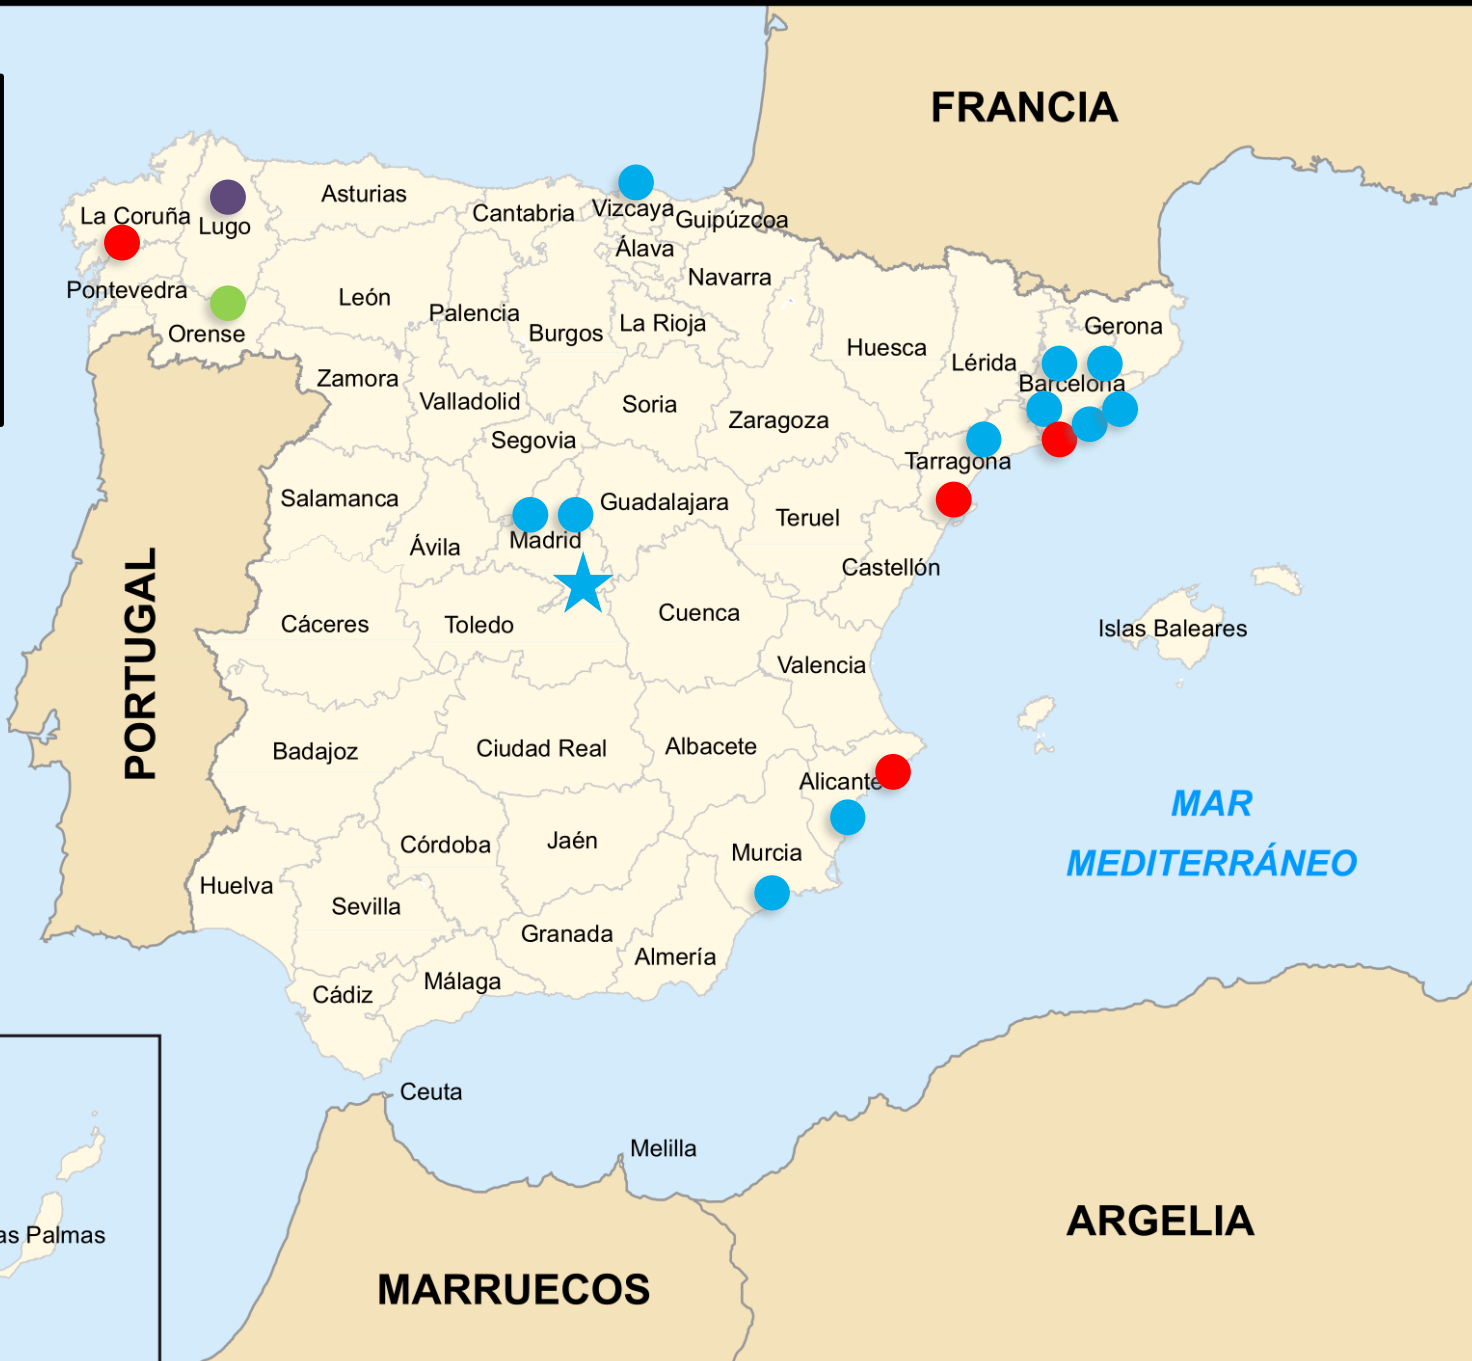 FRANCIA
Asturias
Cantabria
Vizcaya
Guipúzcoa
La Coruña
Lugo
Álava
Navarra
Pontevedra
León
Palencia
Burgos
La Rioja
Orense
Huesca
Lérida
Gerona
Zamora
Valladolid
Soria
Zaragoza
Barcelona
Segovia
Tarragona
Salamanca
Guadalajara
Teruel
Ávila
Madrid
Castellón
PORTUGAL
Cáceres
Toledo
Cuenca
Islas Baleares
Valencia
Badajoz
Ciudad Real
Albacete
Alicante
MAR
MEDITERRÁNEO
Córdoba
Jaén
Murcia
Huelva
Sevilla
Granada
Almería
Málaga
Cádiz
Ceuta
Melilla
as Palmas
ARGELIA
MARRUECOS